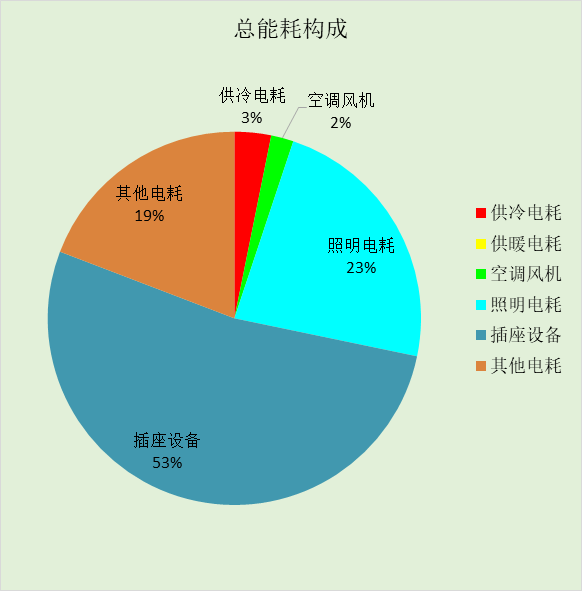 总能耗构成
供冷电耗
3%
空调风机
2%
照明电耗
23%
插座设备
53%
其他电耗
19%
供冷电耗
供暖电耗
空调风机
照明电耗
插座设备
其他电耗